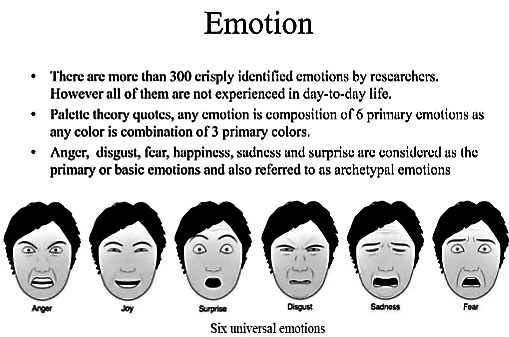 Emotion
• There are more than 300 crisply identified emotions by researchers.
However all of them are not experienced in day-to-day life.
• Palette theory quotes, any emotion is composition of 6 primary emotions as
any color is combination of 3 primary colors.
• Anger, disgust, fear, happiness, sadness and surprise are considered as the
primary or basic emotions and also referred to as archetypal emotions
Anger Joy Surprise Disgust Sadness Fear
Six universal emotions